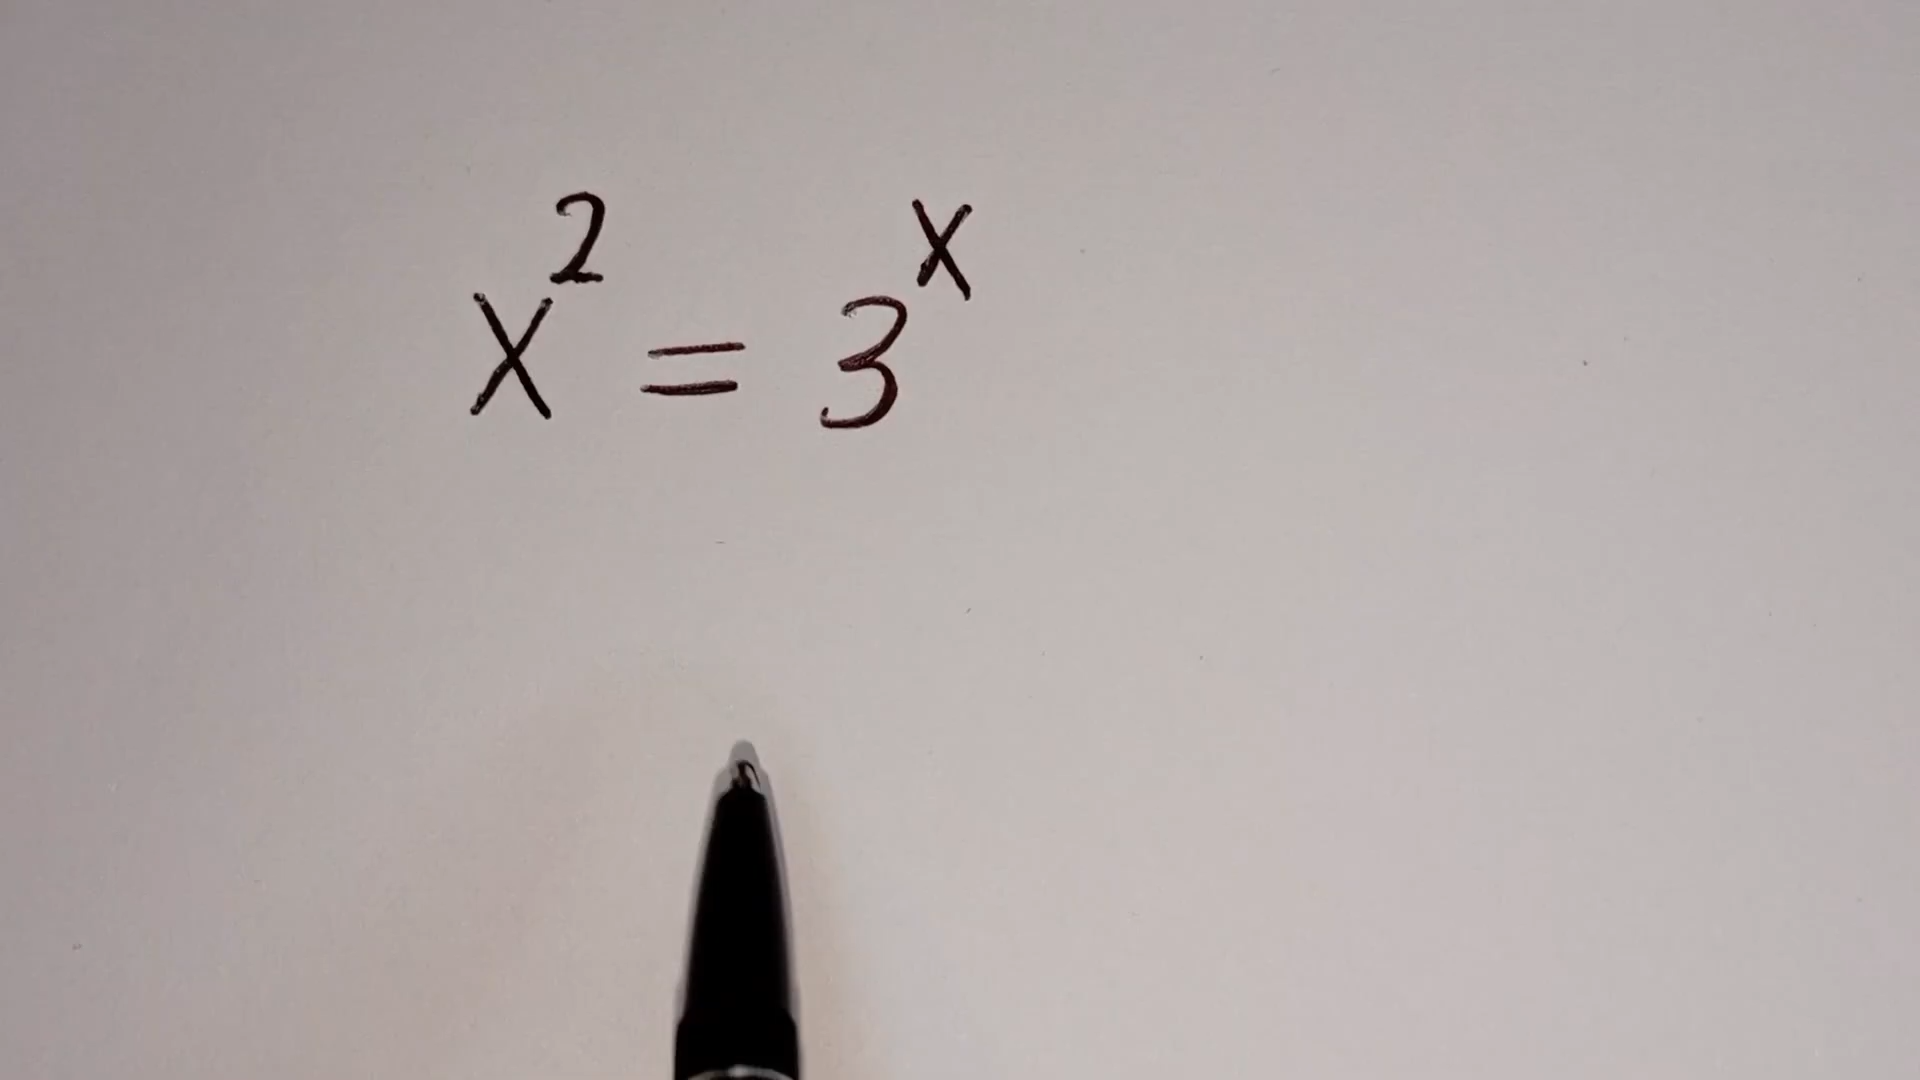 x² = 3ˣ